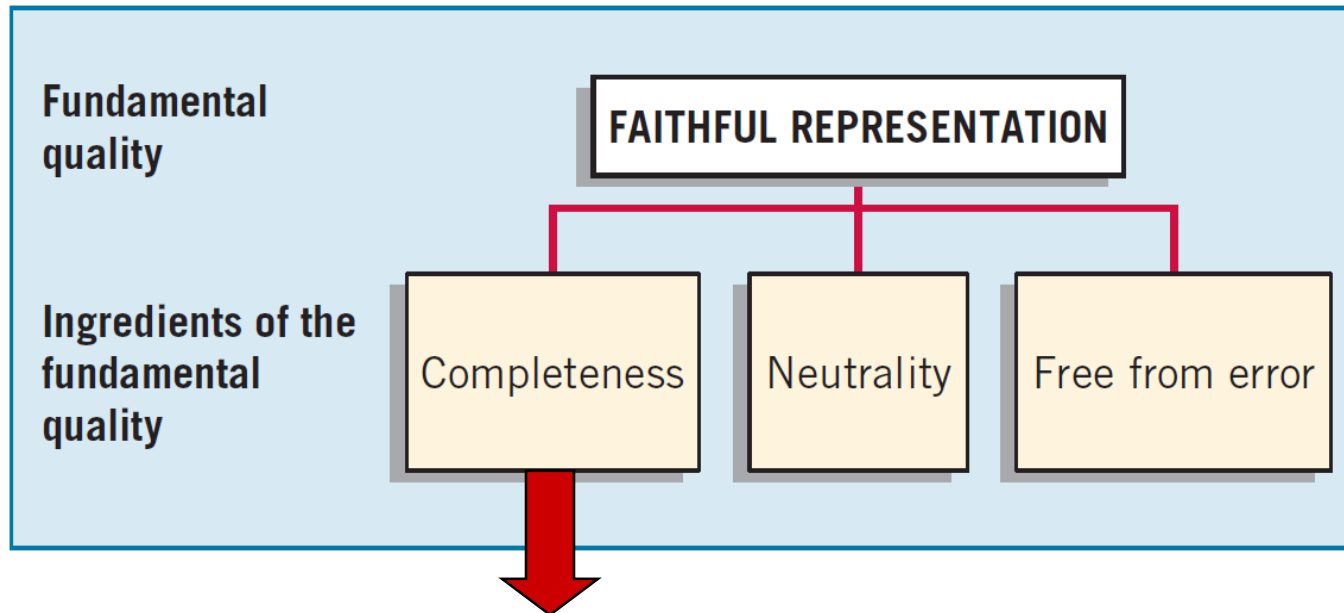 Fundamental
quality
FAITHFUL REPRESENTATION
Ingredients of the
fundamental
quality
Completeness
Neutrality
Free from error